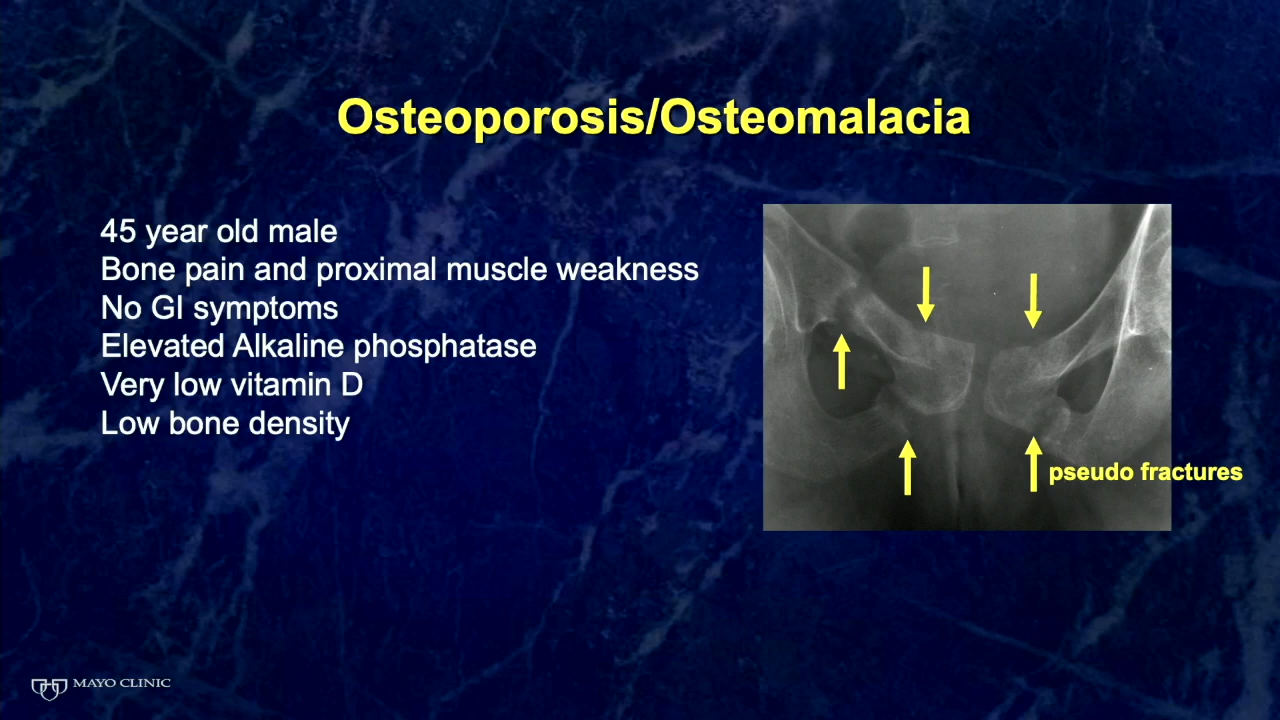 Osteoporosis/Osteomalacia
45 year old male
Bone pain and proximal muscle weakness
No GI symptoms
Elevated Alkaline phosphatase
Very low vitamin D
Low bone density
pseudo fractures
MAYO CLINIC